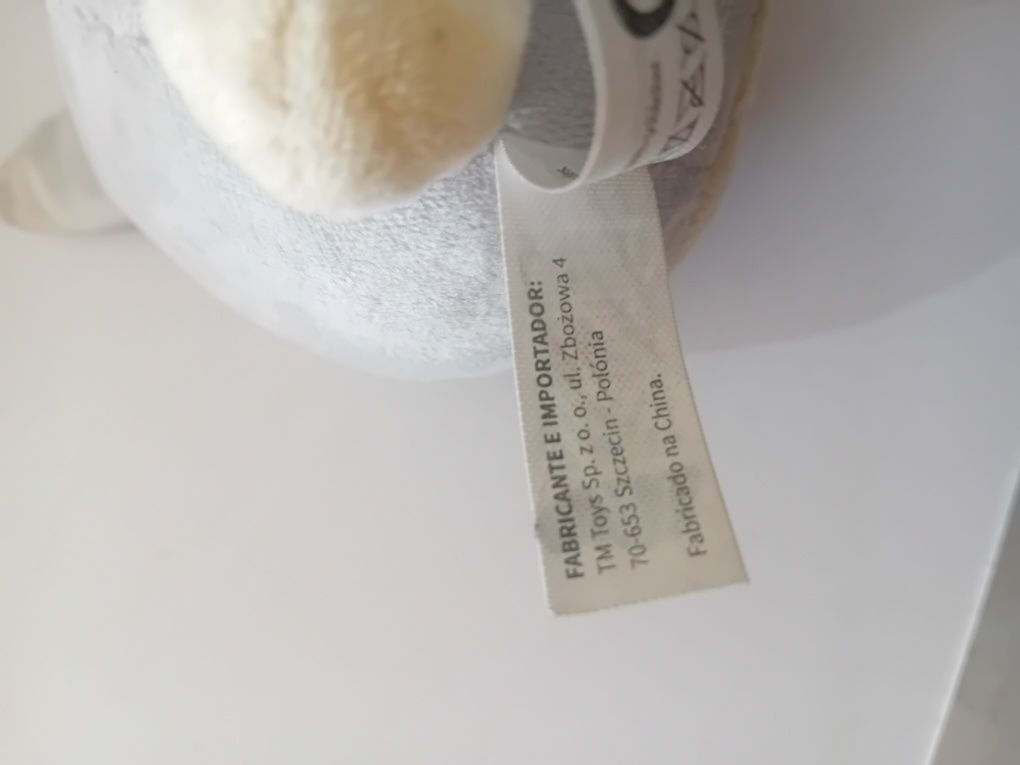 FABRICANTE E IMPORTADOR:
TM Toys Sp. z o. o., ul. Zbożowa 4
70-653 Szczecin - Polónia
Fabricado na China.